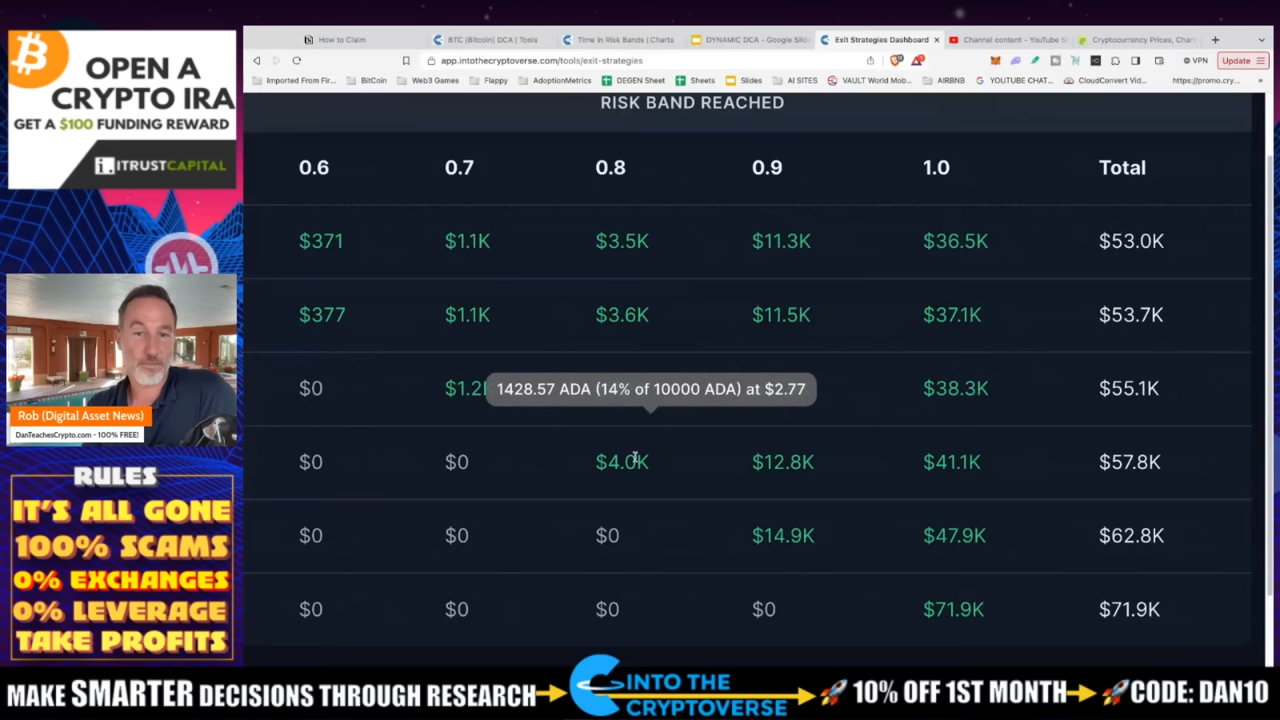 OPEN A
CRYPTO IRA
GET A $100 FUNDING REWARD
i. ITRUSTCAPITAL
How to Claim
BTC (Bitcoin) DCA | Tools
Time in Risk Bands | Charts
DYNAMIC DCA - Google Slid
Exit Strategies Dashboard
Channel content - YouTube S
Cryptocurrency Prices, Chart
app.intothecryptoverse.com/tools/exit-strategies
VPN
Update
Imported From Fir...
BitCoin
Web3 Games
Flappy
AdoptionMetrics
DEGEN Sheet
Sheets
Slides
AI SITES
VAULT World Mob...
AIRBNB
YOUTUBE CHAT...
CloudConvert Vid...
https://promo.cry...
RISK BAND REACHED
0.6 0.7 0.8 0.9 1.0 Total
$371 $1.1K $3.5K $11.3K $36.5K $53.0K
$377 $1.1K $3.6K $11.5K $37.1K $53.7K
$0 $1.2 $38.3K $55.1K
1428.57 ADA (14% of 10000 ADA) at $2.77
$0 $0 $4.0K $12.8K $41.1K $57.8K
$0 $0 $0 $14.9K $47.9K $62.8K
$0 $0 $0 $0 $71.9K $71.9K
Rob (Digital Asset News)
DanTeachesCrypto.com - 100% FREE!
RULES
IT'S ALL GONE
100% SCAMS
0% EXCHANGES
0% LEVERAGE
TAKE PROFITS
MAKE SMARTER DECISIONS THROUGH RESEARCH
INTO THE
CRYPTOVERSE
10% OFF 1ST MONTH
CODE: DAN10